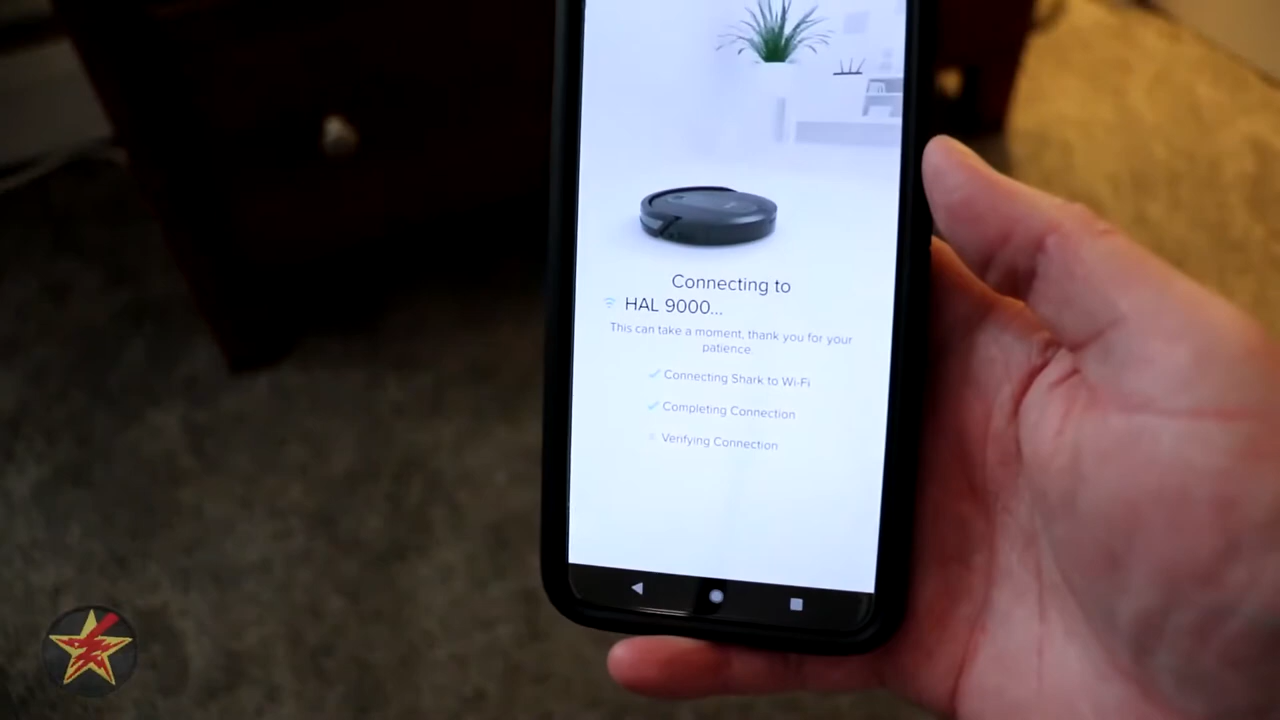 Connecting to
HAL 9000...
This can take a moment, thank you for your
patience.
Connecting Shark to Wi-Fi
Completing Connection
Verifying Connection